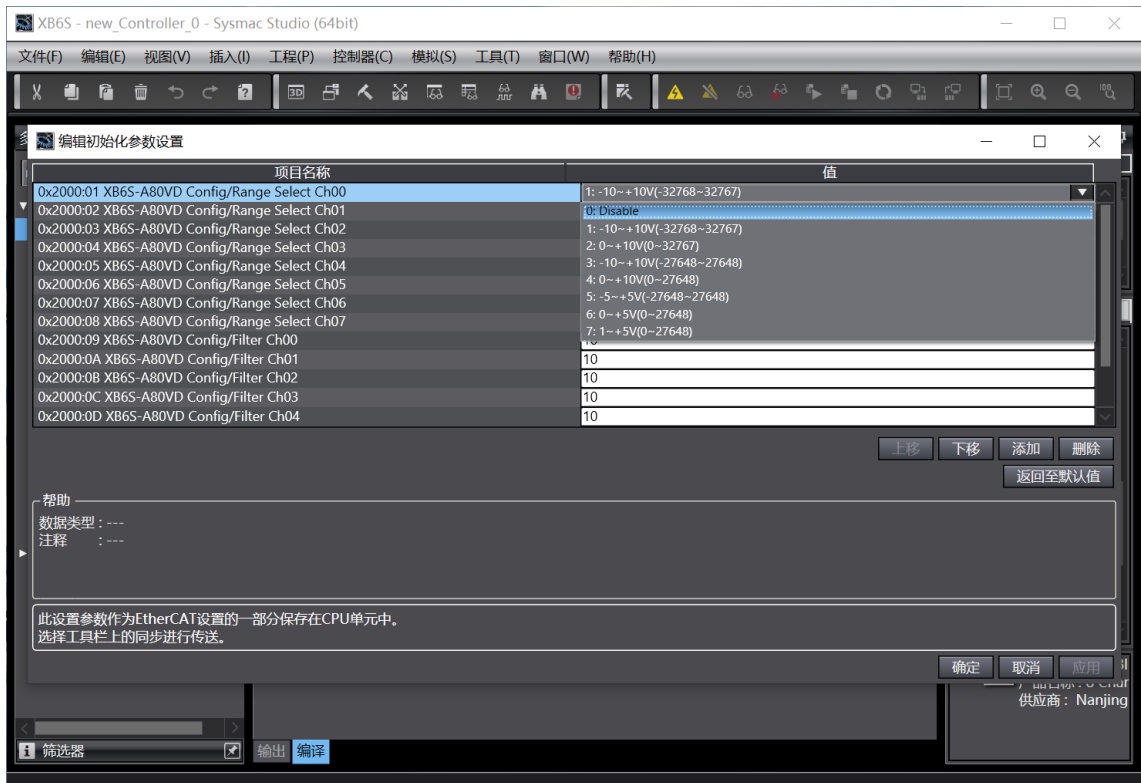 XB6S - new_Controller_0 - Sysmac Studio (64bit)
文件(F) 编辑(E) 视图(V) 插入(I) 工程(P) 控制器(C) 模拟(S) 工具(T) 窗口(W) 帮助(H)
3D
编辑初始化参数设置
项目名称 值
0x2000:01 XB6S-A80VD Config/Range Select Ch00 1: -10~+10V(-32768~32767)
0x2000:02 XB6S-A80VD Config/Range Select Ch01 0: Disable
0x2000:03 XB6S-A80VD Config/Range Select Ch02 1: -10~+10V(-32768~32767)
0x2000:04 XB6S-A80VD Config/Range Select Ch03 2: 0~+10V(0~32767)
0x2000:05 XB6S-A80VD Config/Range Select Ch04 3: -10~+10V(-27648~27648)
0x2000:06 XB6S-A80VD Config/Range Select Ch05 4: 0~+10V(0~27648)
0x2000:07 XB6S-A80VD Config/Range Select Ch06 5: -5~+5V(-27648~27648)
0x2000:08 XB6S-A80VD Config/Range Select Ch07 6: 0~+5V(0~27648)
7: 1~+5V(0~27648)
0x2000:09 XB6S-A80VD Config/Filter Ch00 10
0x2000:0A XB6S-A80VD Config/Filter Ch01 10
0x2000:0B XB6S-A80VD Config/Filter Ch02 10
0x2000:0C XB6S-A80VD Config/Filter Ch03 10
0x2000:0D XB6S-A80VD Config/Filter Ch04 10
上移 下移 添加 删除
返回至默认值
帮助
数据类型 : ---
注释 : ---
此设置参数作为EtherCAT设置的一部分保存在CPU单元中。
选择工具栏上的同步进行传送。
确定 取消 应用
供应商 : Nanjing
筛选器 输出 编译